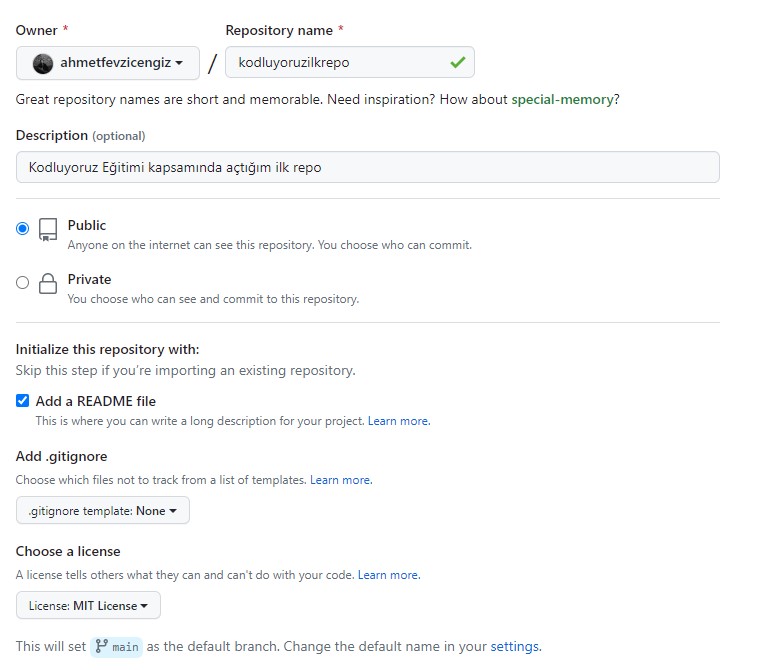 Owner * Repository name *
ahmetfevzicengiz / kodluyoruzilkrepo
Great repository names are short and memorable. Need inspiration? How about special-memory?
Description (optional)
Kodluyoruz Eğitimi kapsamında açtığım ilk repo
Public
Anyone on the internet can see this repository. You choose who can commit.
Private
You choose who can see and commit to this repository.
Initialize this repository with:
Skip this step if you're importing an existing repository.
Add a README file
This is where you can write a long description for your project. Learn more.
Add .gitignore
Choose which files not to track from a list of templates. Learn more.
.gitignore template: None
Choose a license
A license tells others what they can and can't do with your code. Learn more.
License: MIT License
This will set main as the default branch. Change the default name in your settings.